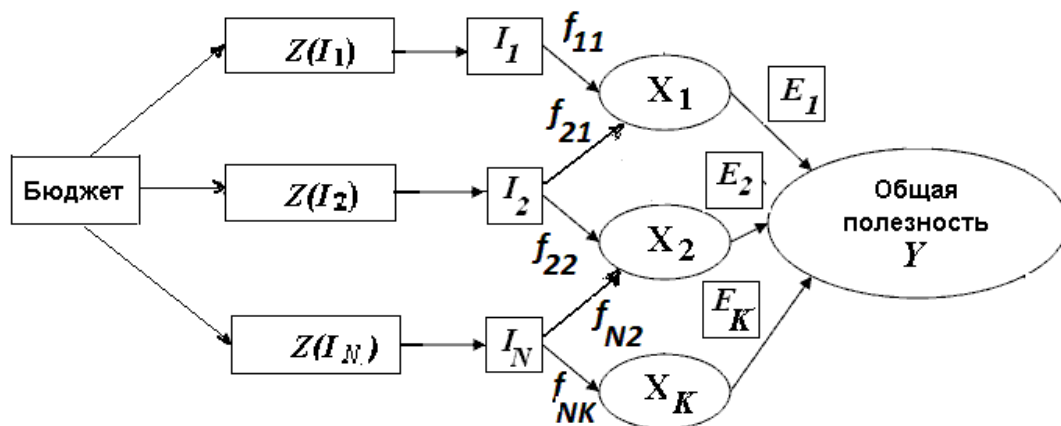 Z(I1)
I1
f11
X1
E1
f21
Бюджет
Z(I2)
I2
E2
Общая
полезность
Y
X2
f22
EK
fN2
Z(IN)
IN
XK
fNK